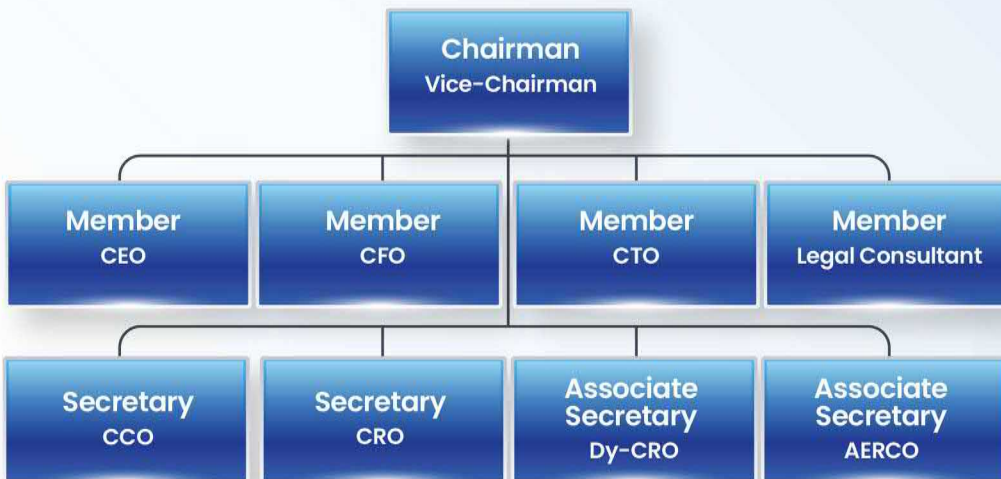 Chairman
Vice-Chairman
Member
CEO
Member
CFO
Member
CTO
Member
Legal Consultant
Secretary
CCO
Secretary
CRO
Associate
Secretary
Dy-CRO
Associate
Secretary
AERCO